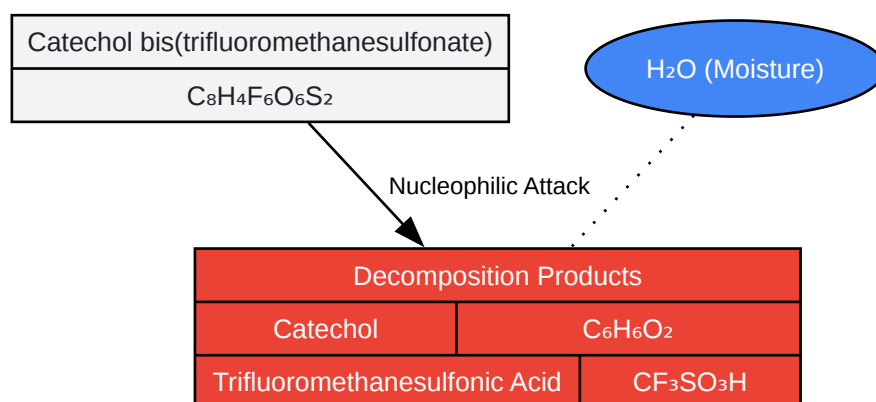 Catechol bis(trifluoromethanesulfonate)
C₈H₄F₆O₆S₂
H₂O (Moisture)
Nucleophilic Attack
Decomposition Products
Catechol C₆H₆O₂
Trifluoromethanesulfonic Acid CF₃SO₃H